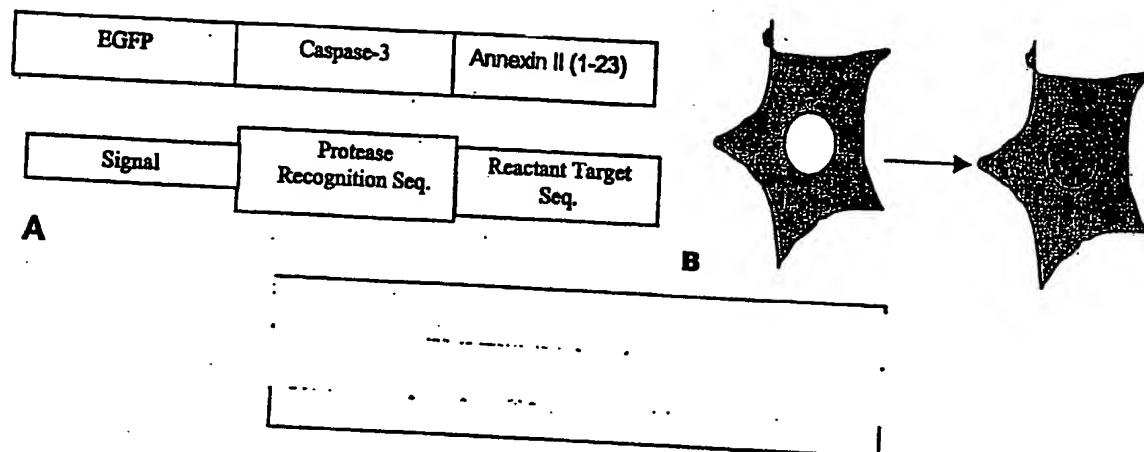 EGFP Caspase-3 Annexin II (1-23)
Signal Protease Recognition Seq. Reactant Target Seq.
A
B